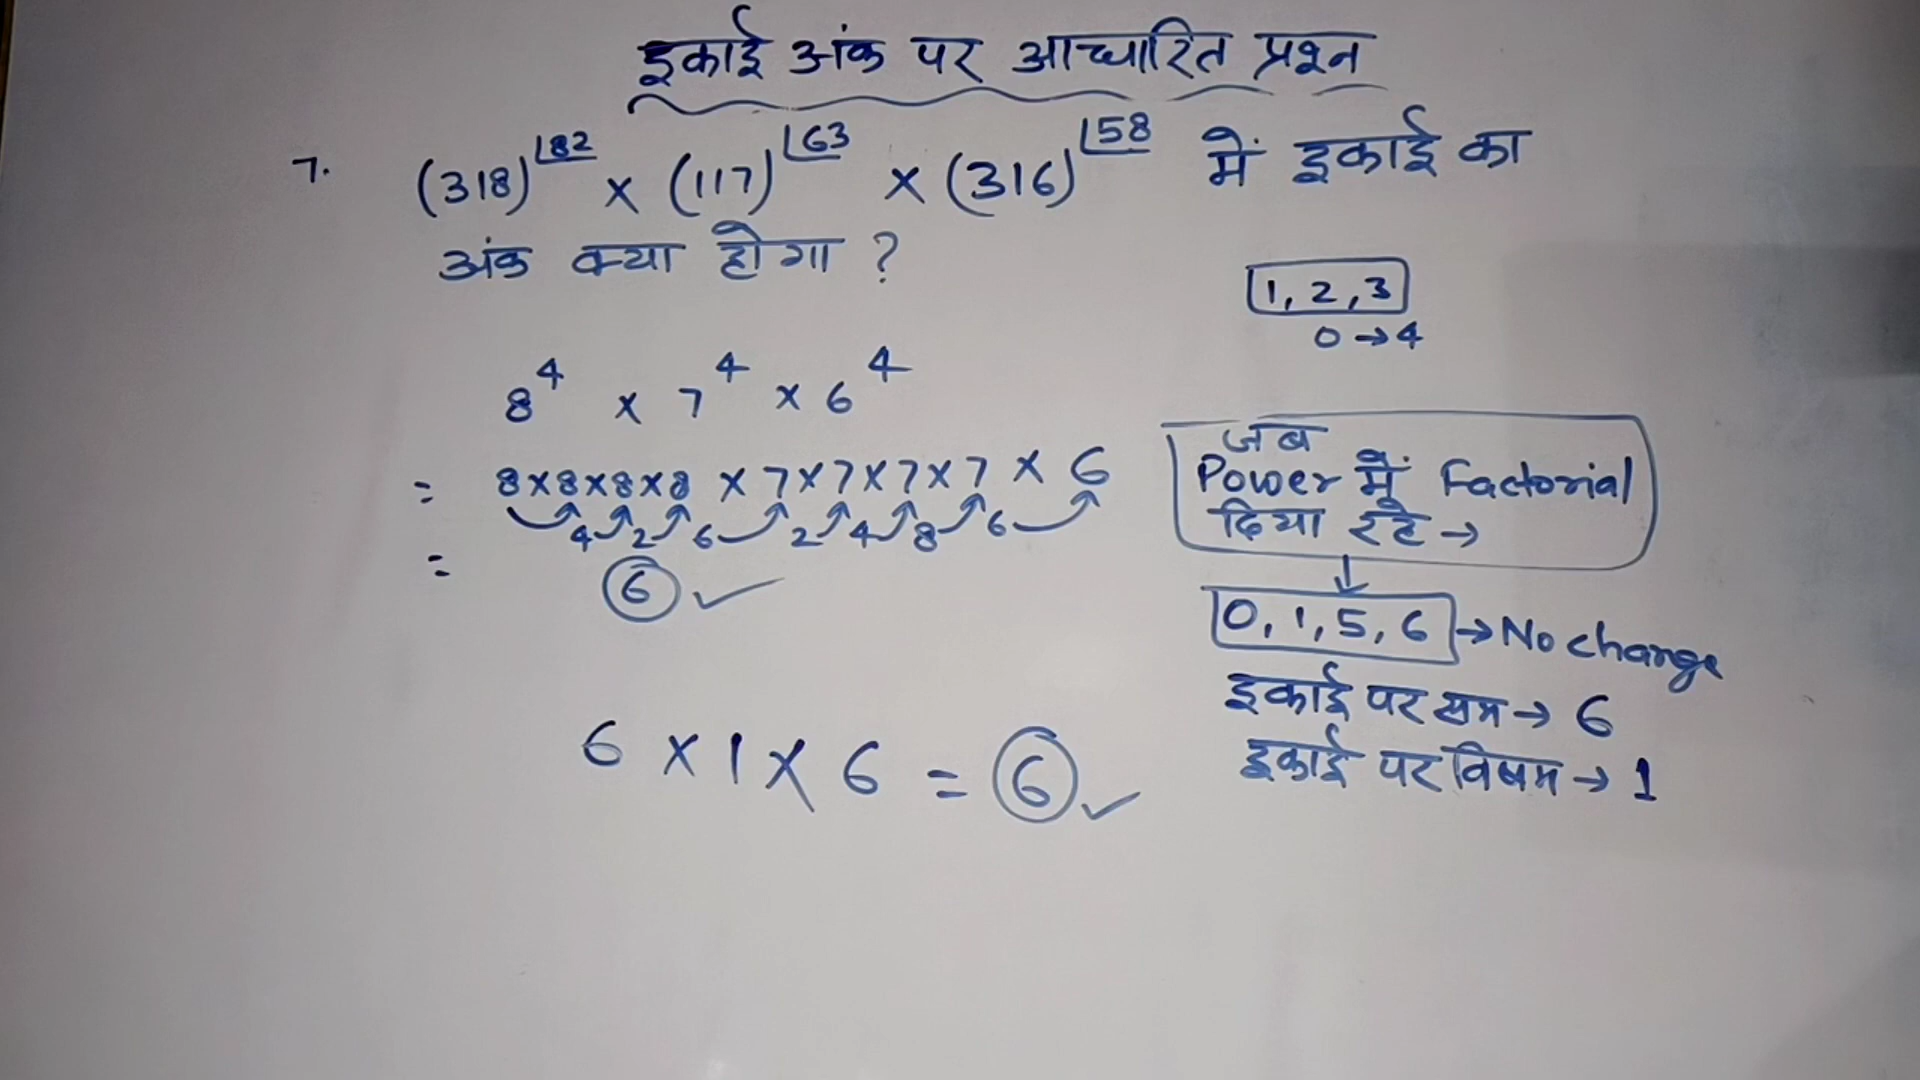 इकाई अंक पर आधारित प्रश्न
7. (318)^|82 × (117)^|63 × (316)^|58 में इकाई का
अंक क्या होगा ?
1, 2, 3
0 → 4
8^4 × 7^4 × 6^4
= 8×8×8×8 × 7×7×7×7 × 6
4 2 6 2 4 8 6
= 6 ✓
जब
Power में Factorial
दिया रहे →
0, 1, 5, 6 → No change
इकाई पर सम → 6
इकाई पर विषम → 1
6 × 1 × 6 = 6 ✓